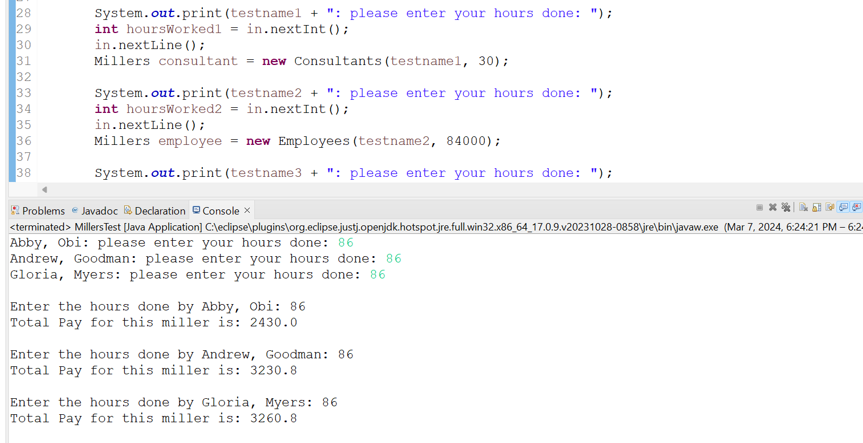 28 System.out.print(testname1 + ": please enter your hours done: ");
29 int hoursWorked1 = in.nextInt();
30 in.nextLine();
31 Millers consultant = new Consultants(testname1, 30);
32
33 System.out.print(testname2 + ": please enter your hours done: ");
34 int hoursWorked2 = in.nextInt();
35 in.nextLine();
36 Millers employee = new Employees(testname2, 84000);
37
38 System.out.print(testname3 + ": please enter your hours done: ");
Problems Javadoc Declaration Console
<terminated> MillersTest [Java Application] C:\eclipse\plugins\org.eclipse.justj.openjdk.hotspot.jre.full.win32.x86_64_17.0.9.v20231028-0858\jre\bin\javaw.exe (Mar 7, 2024, 6:24:21 PM – 6:24
Abby, Obi: please enter your hours done: 86
Andrew, Goodman: please enter your hours done: 86
Gloria, Myers: please enter your hours done: 86
Enter the hours done by Abby, Obi: 86
Total Pay for this miller is: 2430.0
Enter the hours done by Andrew, Goodman: 86
Total Pay for this miller is: 3230.8
Enter the hours done by Gloria, Myers: 86
Total Pay for this miller is: 3260.8